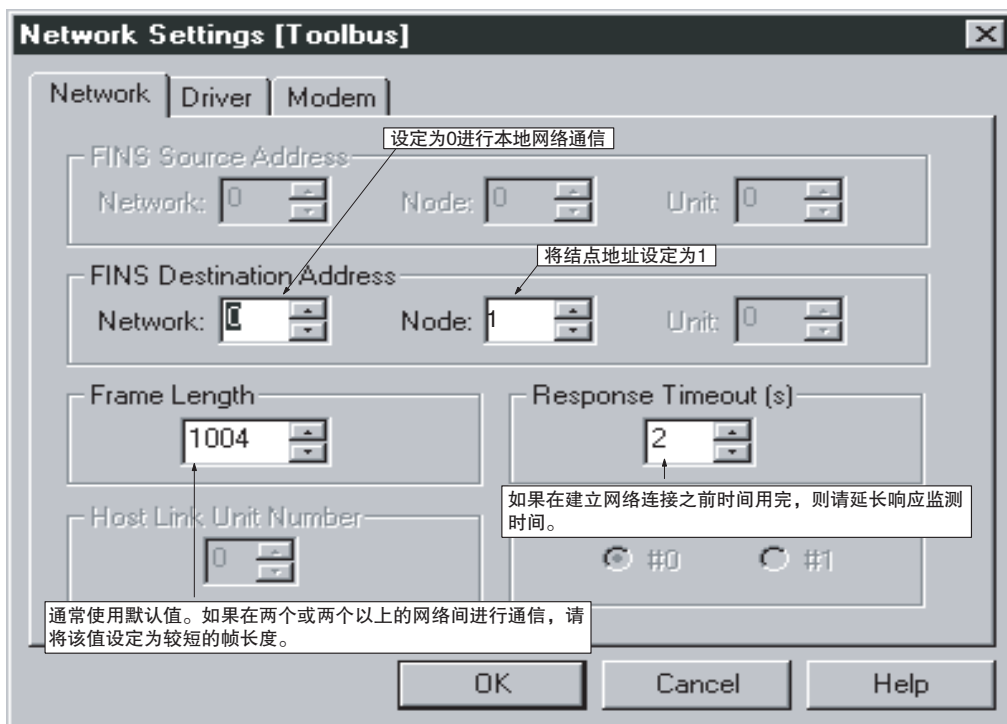 Network Settings [Toolbus]
Network Driver Modem
设定为0进行本地网络通信
FINS Source Address
Network: 0 Node: 0 Unit: 0
将结点地址设定为1
FINS Destination Address
Network: 0 Node: 1 Unit: 0
Frame Length Response Timeout (s)
1004 2
如果在建立网络连接之前时间用完，则请延长响应监测
时间。
Host Link Unit Number
0 #0 #1
通常使用默认值。如果在两个或两个以上的网络间进行通信，请
将该值设定为较短的帧长度。
OK Cancel Help